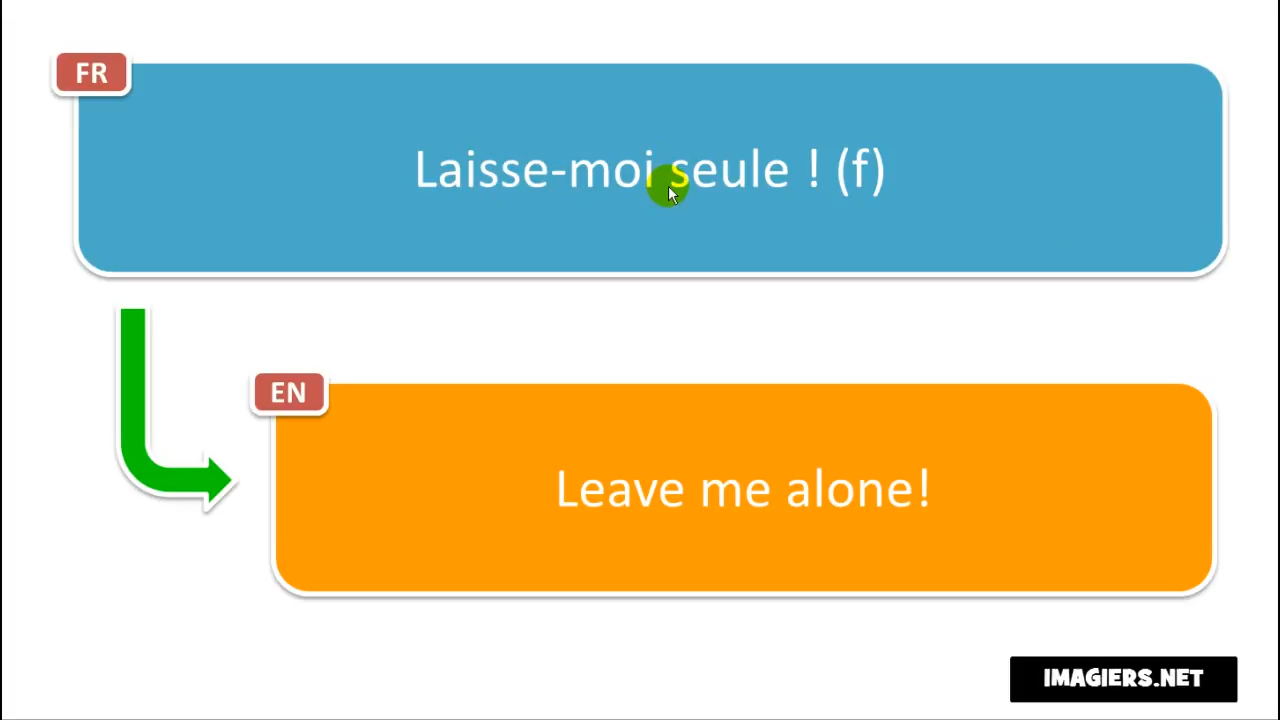 FR
Laisse-moi seule ! (f)
EN
Leave me alone!
IMAGIERS.NET